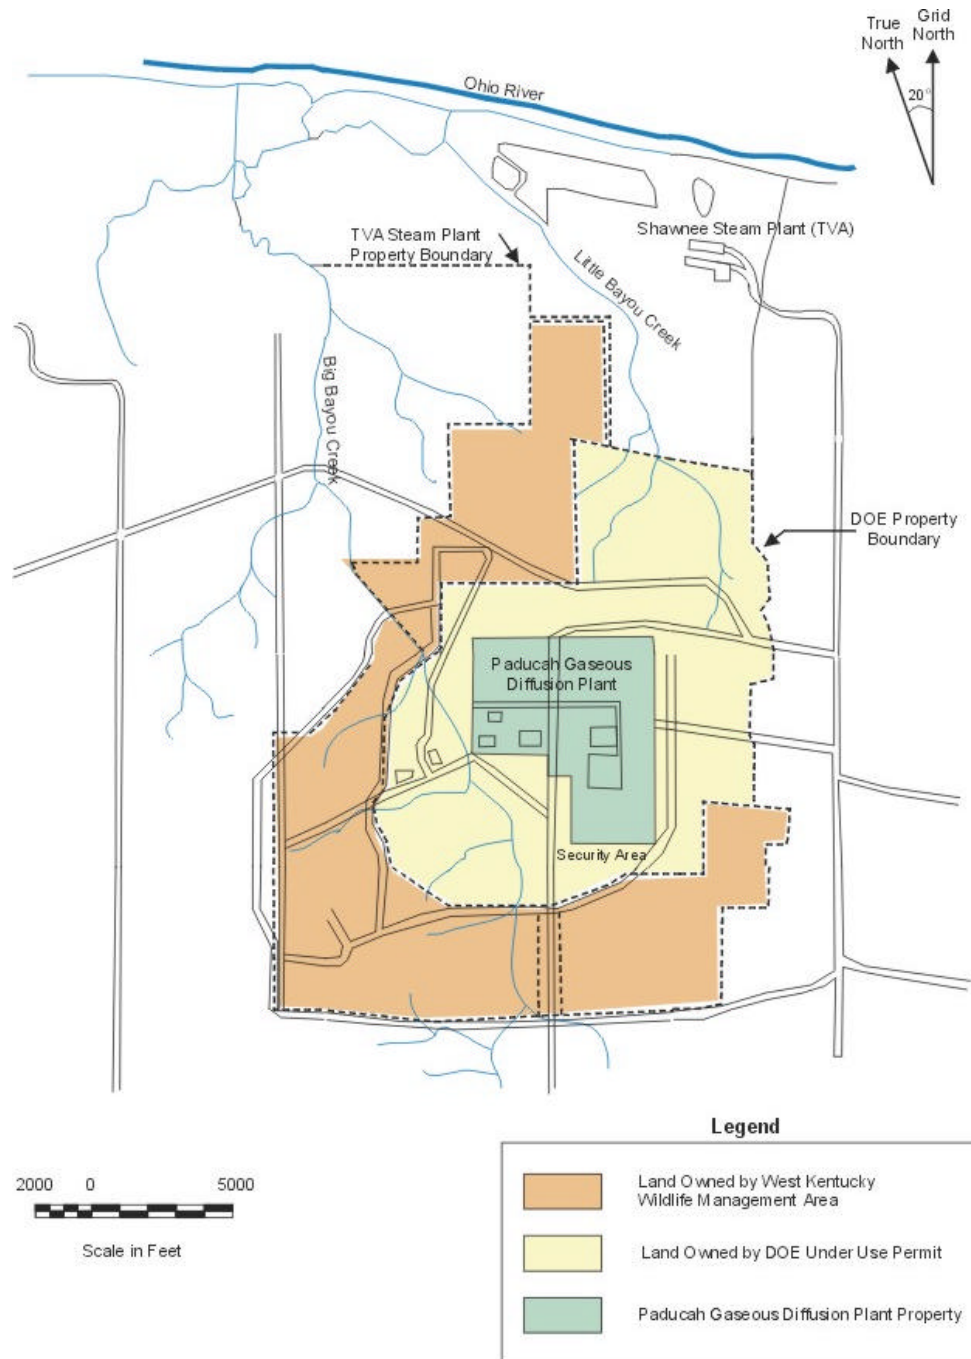 True
North
Grid
North
20°
Ohio River
Shawnee Steam Plant (TVA)
TVA Steam Plant
Property Boundary
Little Bayou Creek
Big Bayou Creek
DOE Property
Boundary
Paducah Gaseous
Diffusion Plant
Security Area
Legend
2000 0 5000
Scale in Feet
Land Owned by West Kentucky
Wildlife Management Area
Land Owned by DOE Under Use Permit
Paducah Gaseous Diffusion Plant Property